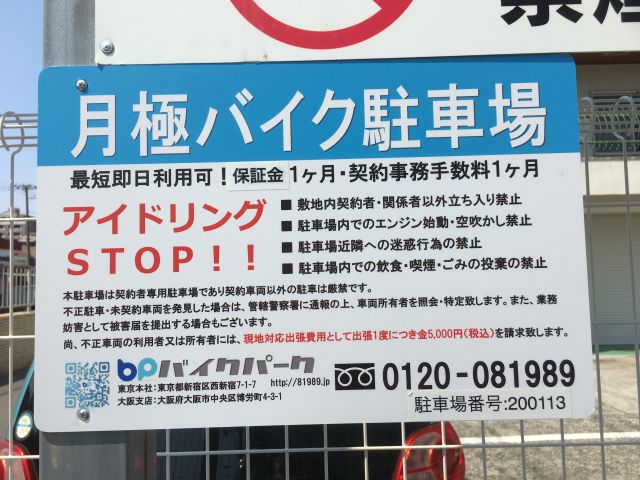 禁煙
月極バイク駐車場
最短即日利用可！保証金1ヶ月・契約事務手数料1ヶ月
アイドリング
STOP！！
■ 敷地内契約者・関係者以外立ち入り禁止
■ 駐車場内でのエンジン始動・空吹かし禁止
■ 駐車場近隣への迷惑行為の禁止
■ 駐車場内での飲食・喫煙・ごみの投棄の禁止
本駐車場は契約者専用駐車場であり契約車両以外の駐車は厳禁です。
不正駐車・未契約車両を発見した場合は、管轄警察署に通報の上、車両所有者を照会・特定致します。また、業務
妨害として被害届を提出する場合もございます。
尚、不正車両の利用者又は所有者には、現地対応出張費用として出張1度につき金5,000円(税込)を請求致します。
bpバイクパーク
東京本社:東京都新宿区西新宿7-1-7 http://81989.jp
大阪支店:大阪府大阪市中央区博労町4-3-1
0120-081989
駐車場番号:200113